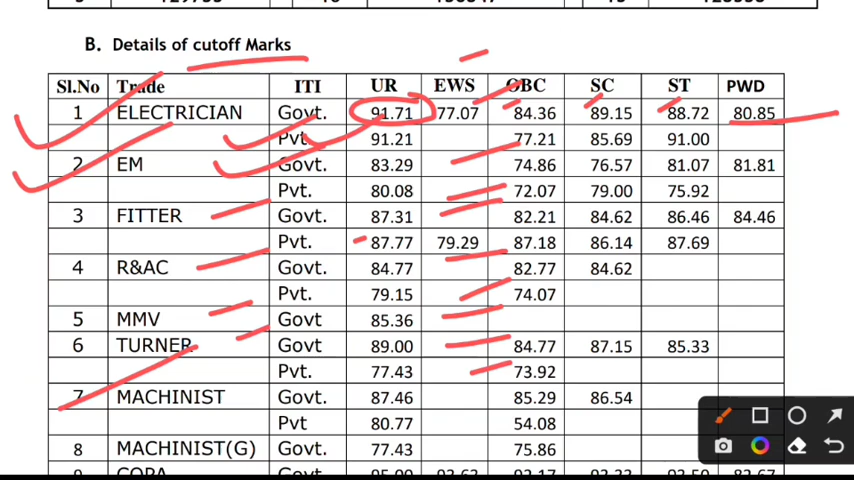 B. Details of cutoff Marks
Sl.No Trade ITI UR EWS OBC SC ST PWD
1 ELECTRICIAN Govt. 91.71 77.07 84.36 89.15 88.72 80.85
Pvt. 91.21 77.21 85.69 91.00
2 EM Govt. 83.29 74.86 76.57 81.07 81.81
Pvt. 80.08 72.07 79.00 75.92
3 FITTER Govt. 87.31 82.21 84.62 86.46 84.46
Pvt. 87.77 79.29 87.18 86.14 87.69
4 R&AC Govt. 84.77 82.77 84.62
Pvt. 79.15 74.07
5 MMV Govt 85.36
6 TURNER Govt. 89.00 84.77 87.15 85.33
Pvt. 77.43 73.92
7 MACHINIST Govt. 87.46 85.29 86.54
Pvt 80.77 54.08
8 MACHINIST(G) Govt. 77.43 75.86